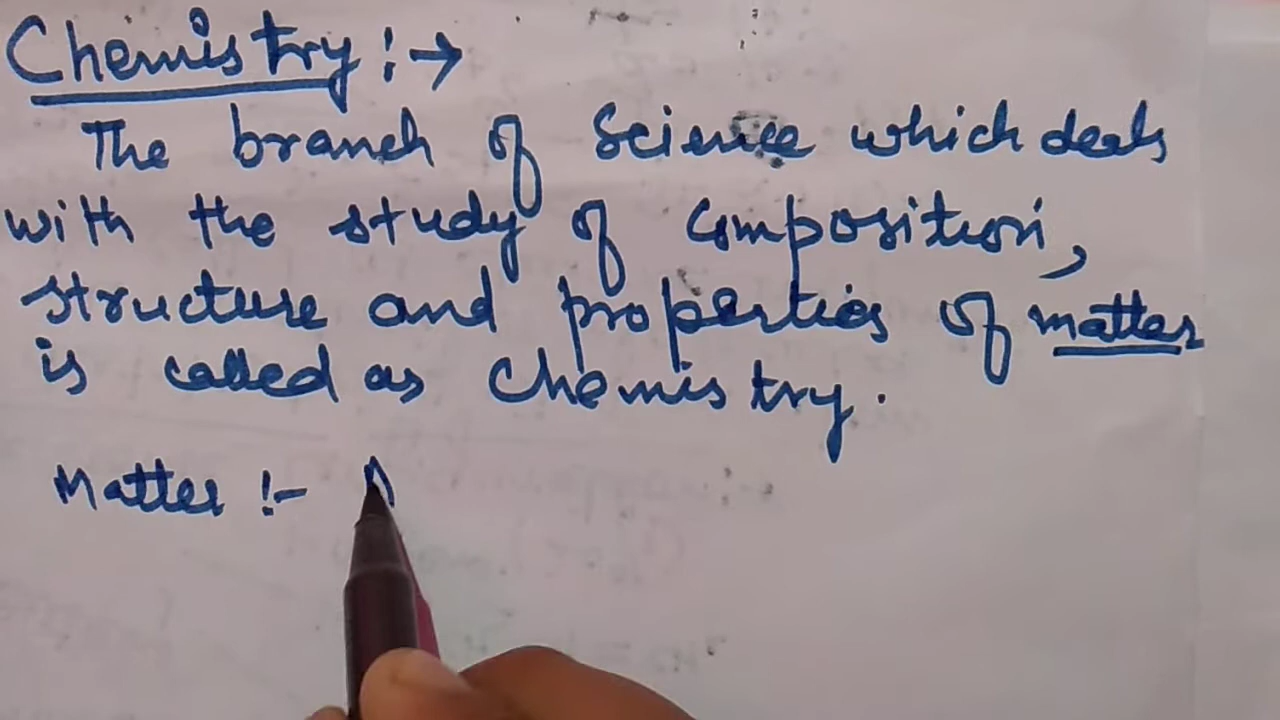 Chemistry :→
The branch of Science which deals
with the study of composition,
structure and properties of matter
is called as Chemistry.
Matter :- A